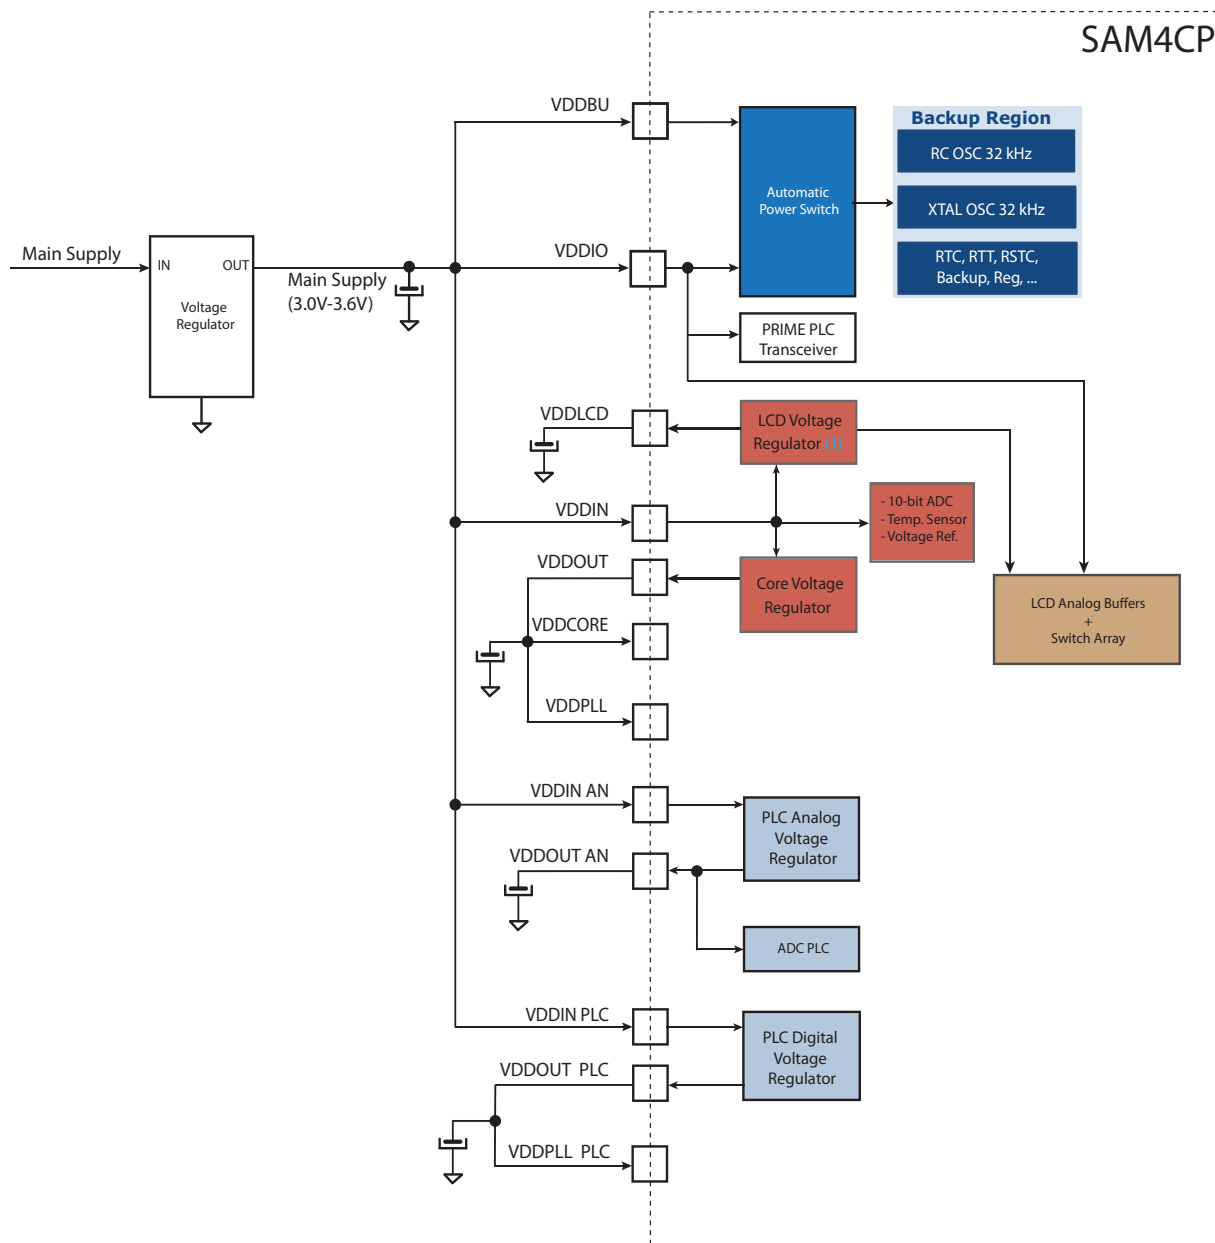 SAM4CP
VDDBU
Backup Region
RC OSC 32 kHz
Automatic
Power Switch
XTAL OSC 32 kHz
RTC, RTT, RSTC,
Backup, Reg, ...
Main Supply
IN
OUT
Voltage
Regulator
Main Supply
(3.0V-3.6V)
VDDIO
PRIME PLC
Transceiver
VDDLCD
LCD Voltage
Regulator (1)
VDDIN
- 10-bit ADC
- Temp. Sensor
- Voltage Ref.
VDDOUT
Core Voltage
Regulator
LCD Analog Buffers
+
Switch Array
VDDCORE
VDDPLL
VDDIN AN
PLC Analog
Voltage
Regulator
VDDOUT AN
ADC PLC
VDDIN PLC
PLC Digital
Voltage
Regulator
VDDOUT PLC
VDDPLL PLC